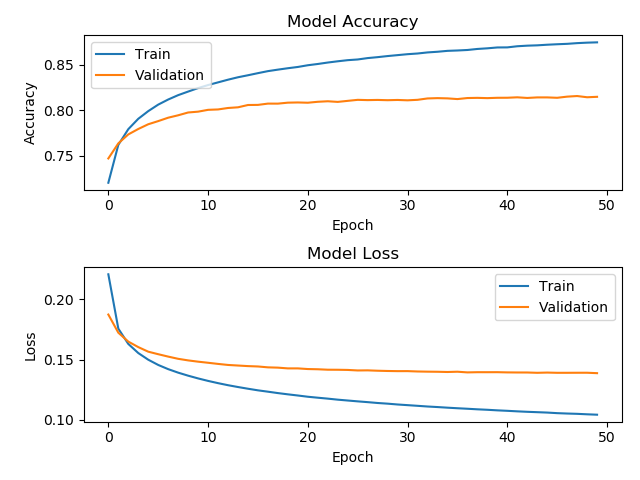 Model Accuracy
Train
Validation
0.85
0.80
0.75
Accuracy
0 10 20 30 40 50
Epoch
Model Loss
Train
Validation
0.20
0.15
0.10
Loss
0 10 20 30 40 50
Epoch